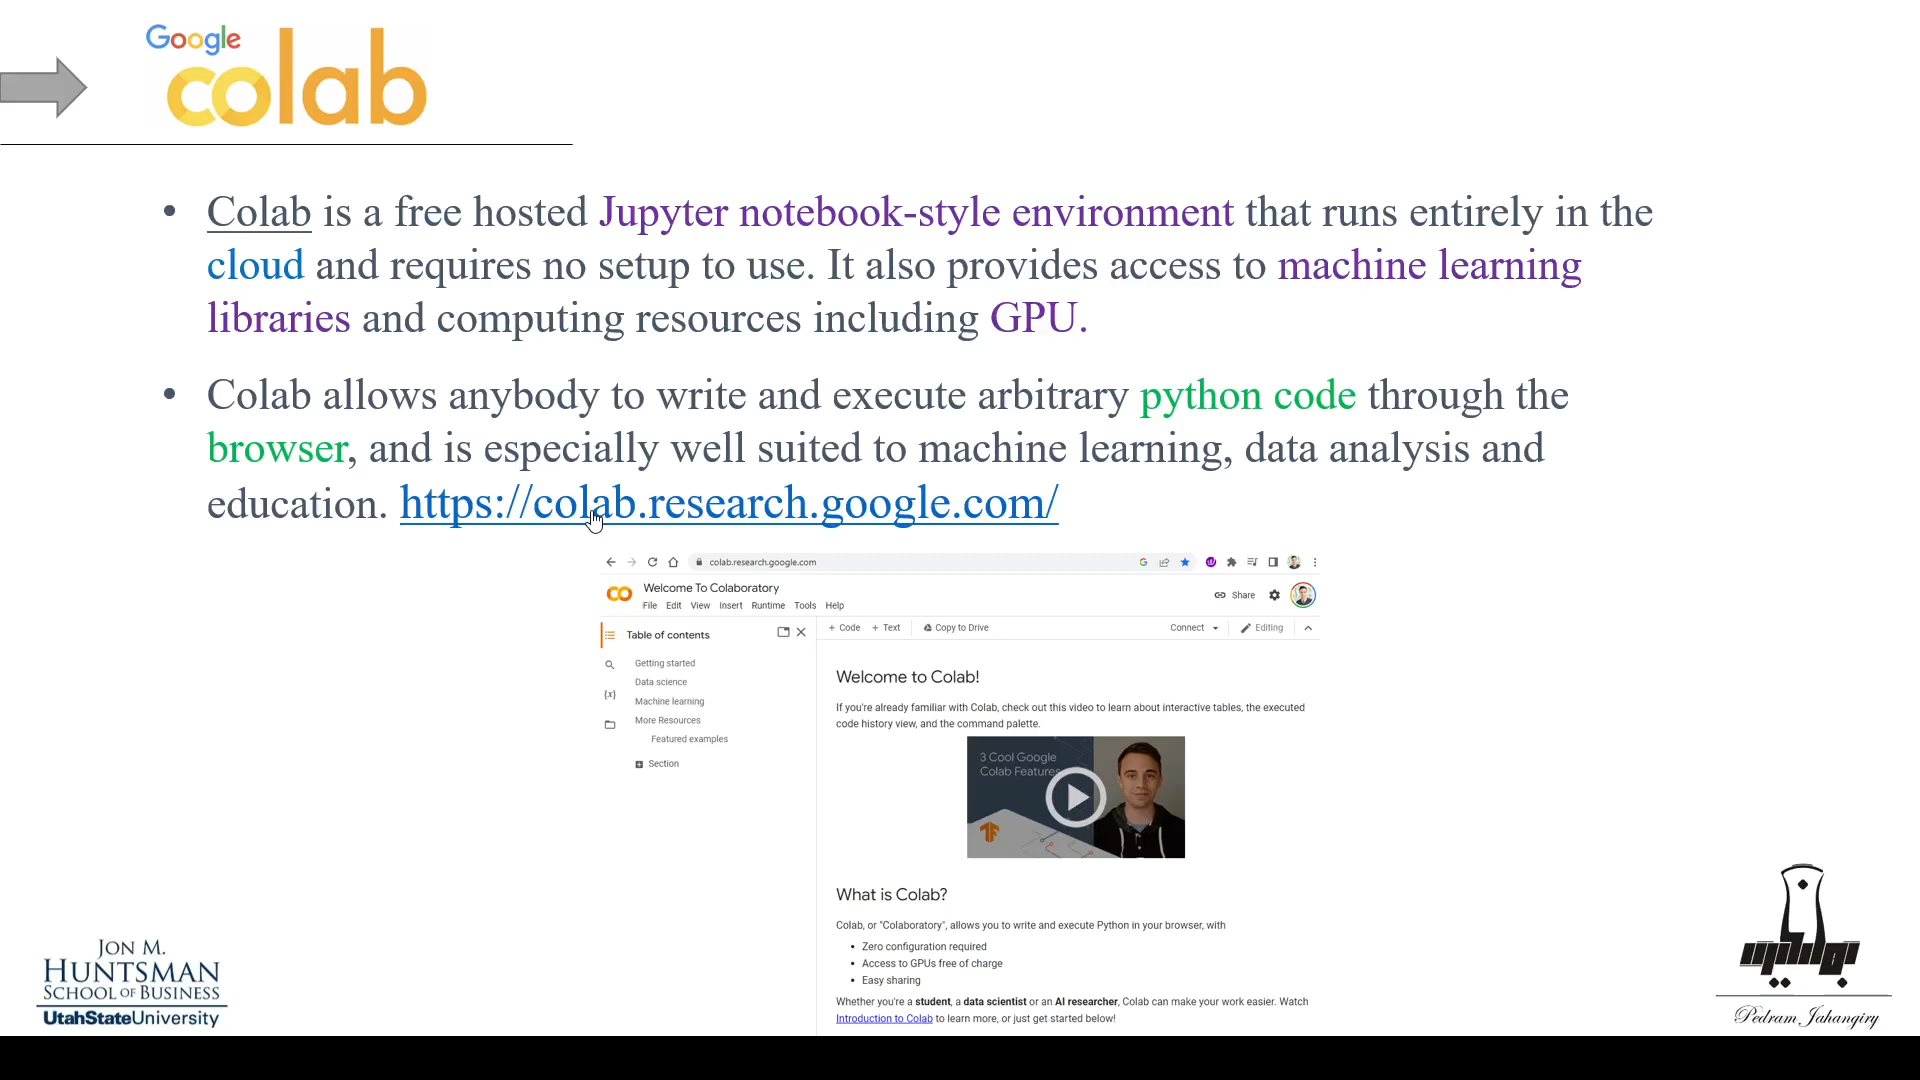 Google
colab
• Colab is a free hosted Jupyter notebook-style environment that runs entirely in the
cloud and requires no setup to use. It also provides access to machine learning
libraries and computing resources including GPU.
• Colab allows anybody to write and execute arbitrary python code through the
browser, and is especially well suited to machine learning, data analysis and
education. https://colab.research.google.com/
colab.research.google.com
Welcome To Colaboratory
File Edit View Insert Runtime Tools Help
Share
Table of contents
+ Code + Text Copy to Drive
Connect Editing
Getting started
Data science
Machine learning
More Resources
Featured examples
Section
Welcome to Colab!
If you're already familiar with Colab, check out this video to learn about interactive tables, the executed
code history view, and the command palette.
3 Cool Google
Colab Features
What is Colab?
Colab, or "Colaboratory", allows you to write and execute Python in your browser, with
• Zero configuration required
• Access to GPUs free of charge
• Easy sharing
Whether you're a student, a data scientist or an AI researcher, Colab can make your work easier. Watch
Introduction to Colab to learn more, or just get started below!
JON M.
HUNTSMAN
SCHOOL OF BUSINESS
UtahStateUniversity
Pedram Jahangiry